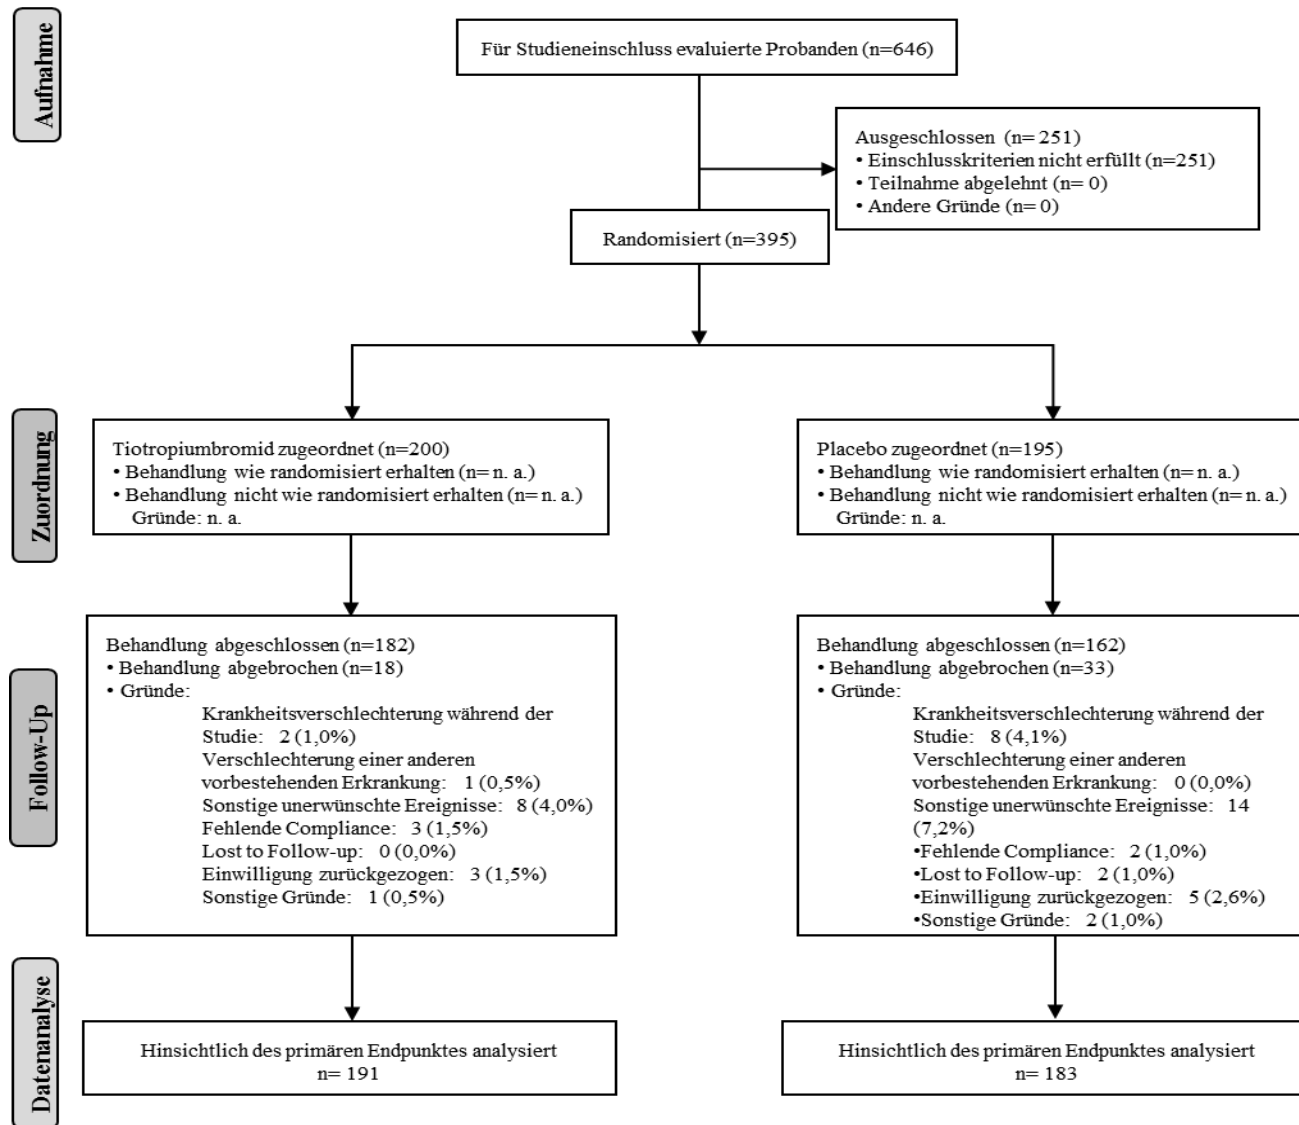 Aufnahme
Für Studieneinschluss evaluierte Probanden (n=646)
Ausgeschlossen (n= 251)
• Einschlusskriterien nicht erfüllt (n=251)
• Teilnahme abgelehnt (n= 0)
• Andere Gründe (n= 0)
Randomisiert (n=395)
Zuordnung
Tiotropiumbromid zugeordnet (n=200)
• Behandlung wie randomisiert erhalten (n= n. a.)
• Behandlung nicht wie randomisiert erhalten (n= n. a.)
Gründe: n. a.
Placebo zugeordnet (n=195)
• Behandlung wie randomisiert erhalten (n= n. a.)
• Behandlung nicht wie randomisiert erhalten (n= n. a.)
Gründe: n. a.
Follow-Up
Behandlung abgeschlossen (n=182)
• Behandlung abgebrochen (n=18)
• Gründe:
Krankheitsverschlechterung während der
Studie: 2 (1,0%)
Verschlechterung einer anderen
vorbestehenden Erkrankung: 1 (0,5%)
Sonstige unerwünschte Ereignisse: 8 (4,0%)
Fehlende Compliance: 3 (1,5%)
Lost to Follow-up: 0 (0,0%)
Einwilligung zurückgezogen: 3 (1,5%)
Sonstige Gründe: 1 (0,5%)
Behandlung abgeschlossen (n=162)
• Behandlung abgebrochen (n=33)
• Gründe:
Krankheitsverschlechterung während der
Studie: 8 (4,1%)
Verschlechterung einer anderen
vorbestehenden Erkrankung: 0 (0,0%)
Sonstige unerwünschte Ereignisse: 14
(7,2%)
•Fehlende Compliance: 2 (1,0%)
•Lost to Follow-up: 2 (1,0%)
•Einwilligung zurückgezogen: 5 (2,6%)
•Sonstige Gründe: 2 (1,0%)
Datenanalyse
Hinsichtlich des primären Endpunktes analysiert
n= 191
Hinsichtlich des primären Endpunktes analysiert
n= 183